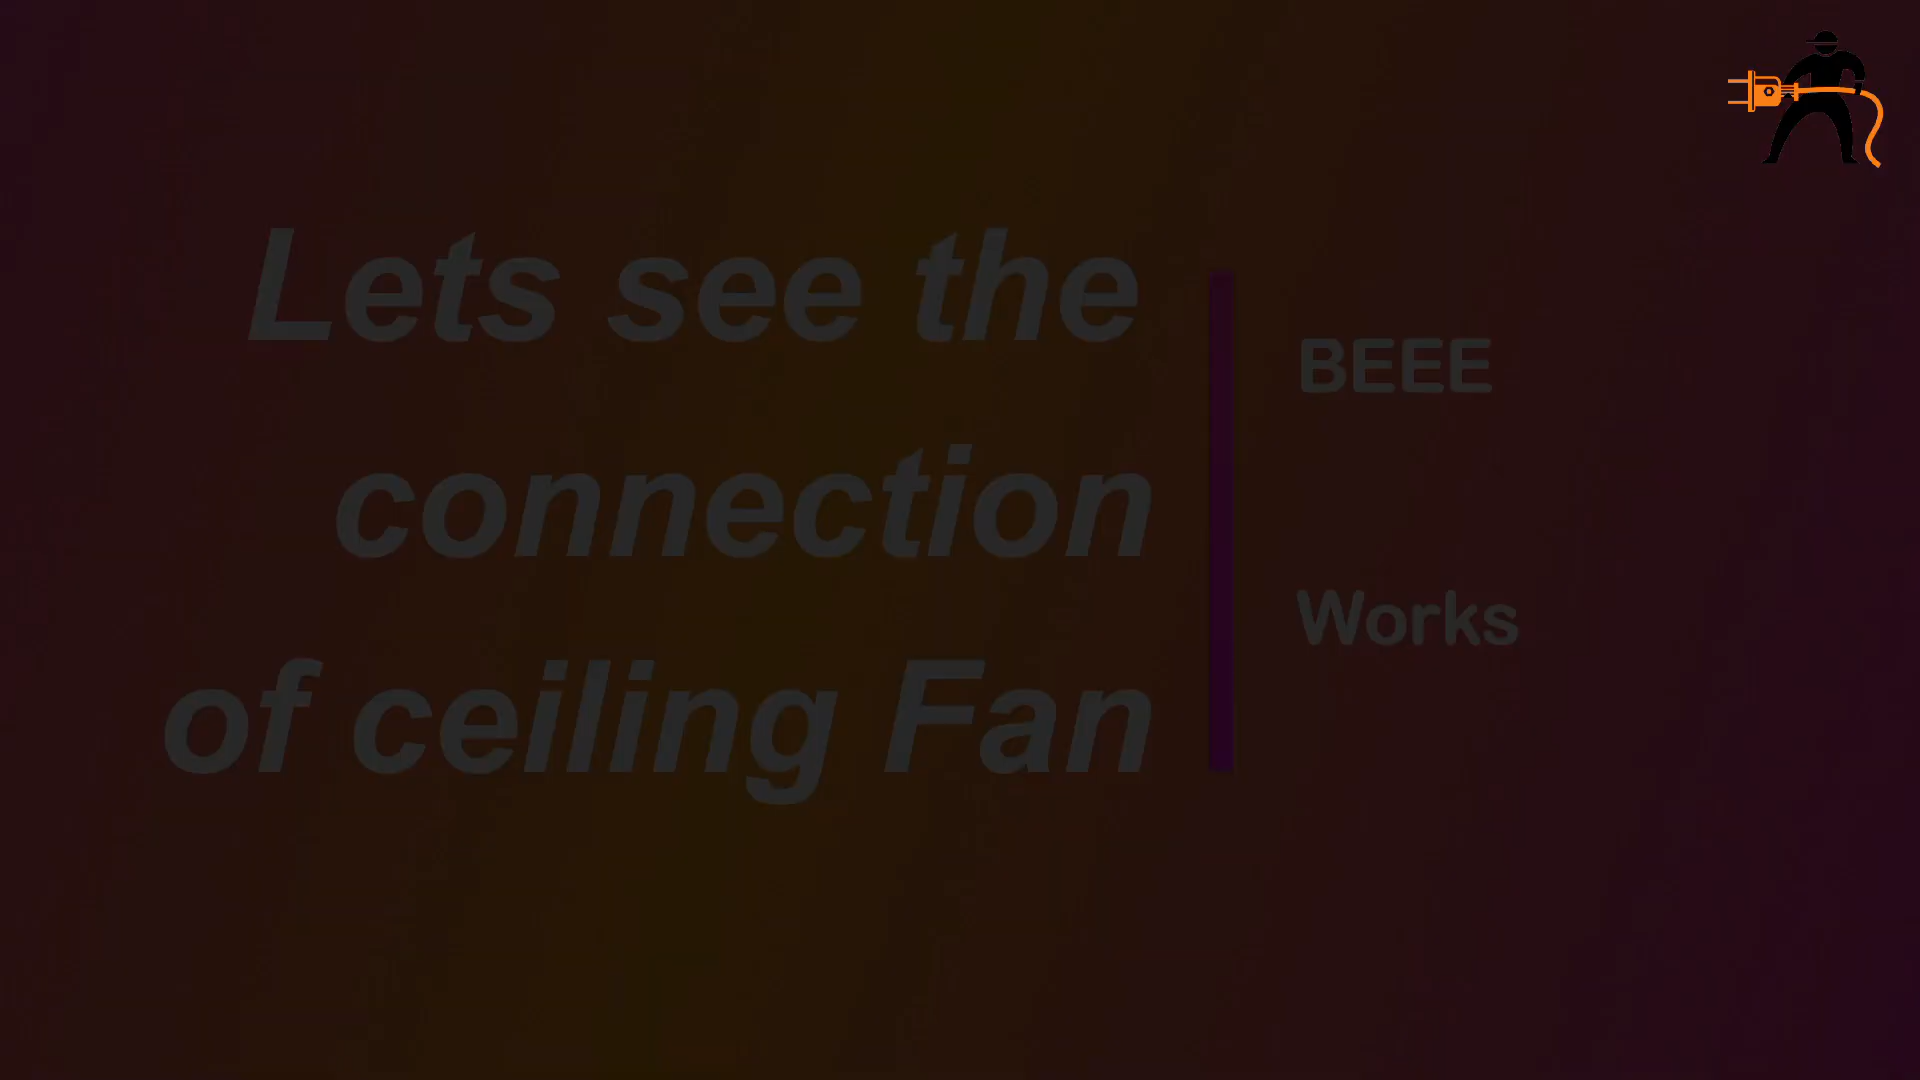 Lets see the
connection
of ceiling Fan
BEEE
Works